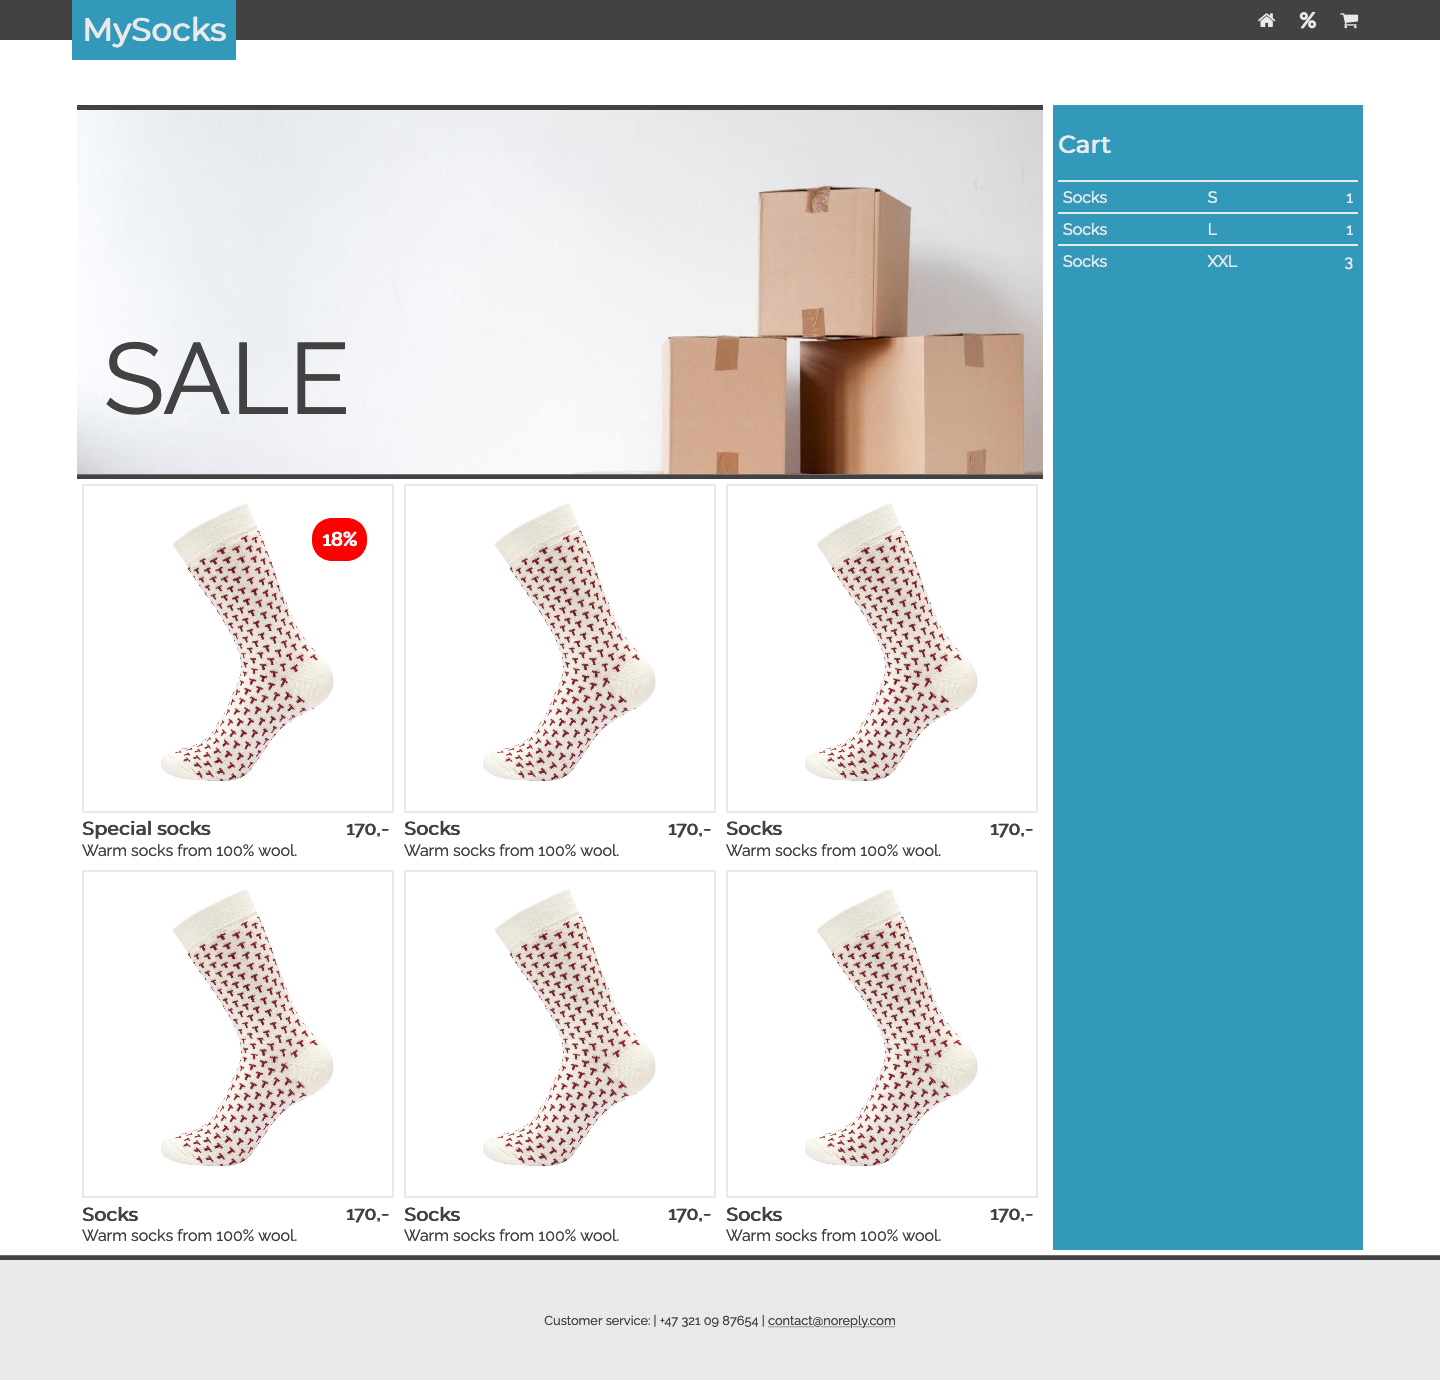 MySocks
%
SALE
Cart
Socks S 1
Socks L 1
Socks XXL 3
18%
Special socks 170,-
Warm socks from 100% wool.
Socks 170,-
Warm socks from 100% wool.
Socks 170,-
Warm socks from 100% wool.
Socks 170,-
Warm socks from 100% wool.
Socks 170,-
Warm socks from 100% wool.
Socks 170,-
Warm socks from 100% wool.
Customer service: | +47 321 09 87654 | contact@noreply.com